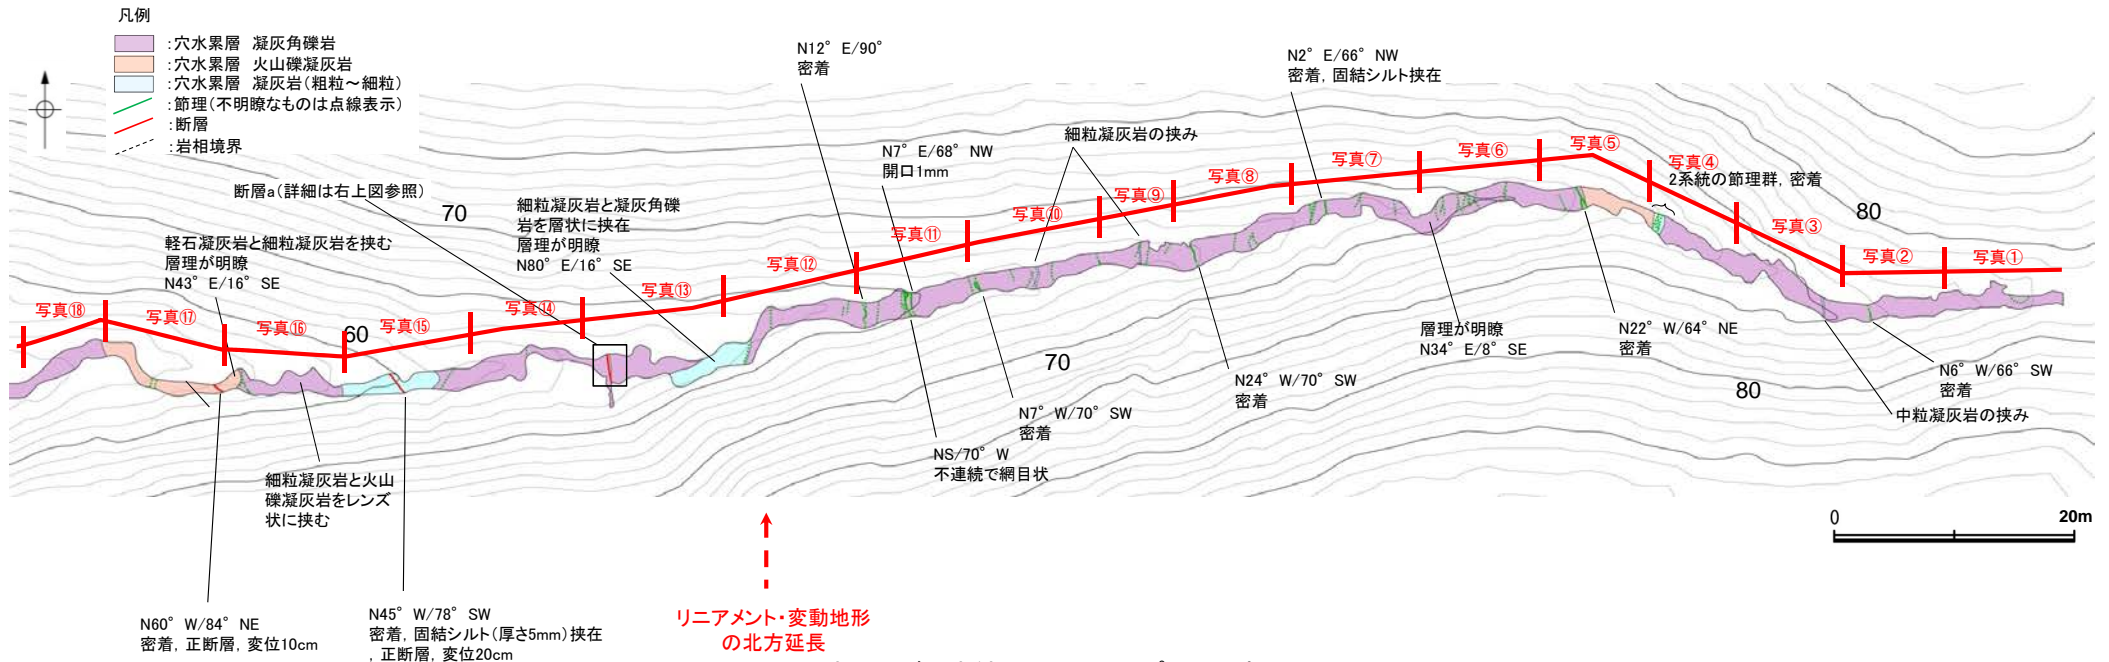 凡例
:穴水累層 凝灰角礫岩
:穴水累層 火山礫凝灰岩
:穴水累層 凝灰岩(粗粒～細粒)
:節理(不明瞭なものは点線表示)
:断層
:岩相境界
N12° E/90°
密着
N2° E/66° NW
密着, 固結シルト挟在
細粒凝灰岩の挟み
N7° E/68° NW
開口1mm
断層a(詳細は右上図参照)
70
細粒凝灰岩と凝灰角礫
岩を層状に挟在
層理が明瞭
N80° E/16° SE
軽石凝灰岩と細粒凝灰岩を挟む
層理が明瞭
N43° E/16° SE
写真⑱
写真⑰
写真⑯
60
写真⑮
写真⑭
写真⑬
写真⑫
写真⑪
写真⑩
写真⑨
写真⑧
写真⑦
写真⑥
写真⑤
写真④
2系統の節理群, 密着
写真③
80
写真②
写真①
層理が明瞭
N34° E/8° SE
N22° W/64° NE
密着
70
N24° W/70° SW
密着
N6° W/66° SW
密着
80
中粒凝灰岩の挟み
N7° W/70° SW
密着
NS/70° W
不連続で網目状
細粒凝灰岩と火山
礫凝灰岩をレンズ
状に挟む
0
20m
N60° W/84° NE
密着, 正断層, 変位10cm
N45° W/78° SW
密着, 固結シルト(厚さ5mm)挟在
, 正断層, 変位20cm
リニアメント・変動地形
の北方延長